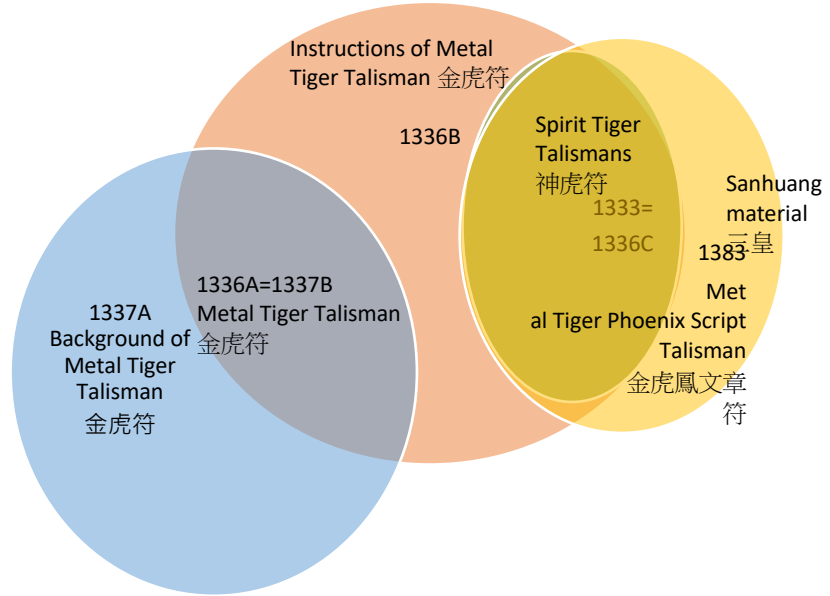 Instructions of Metal
Tiger Talisman 金虎符
1336B
Spirit Tiger
Talismans
神虎符
1333=
1336C
Sanhuang
material
三皇
1383
Met
al Tiger Phoenix Script
Talisman
金虎鳳文章
符
1336A=1337B
Metal Tiger Talisman
金虎符
1337A
Background of
Metal Tiger
Talisman
金虎符